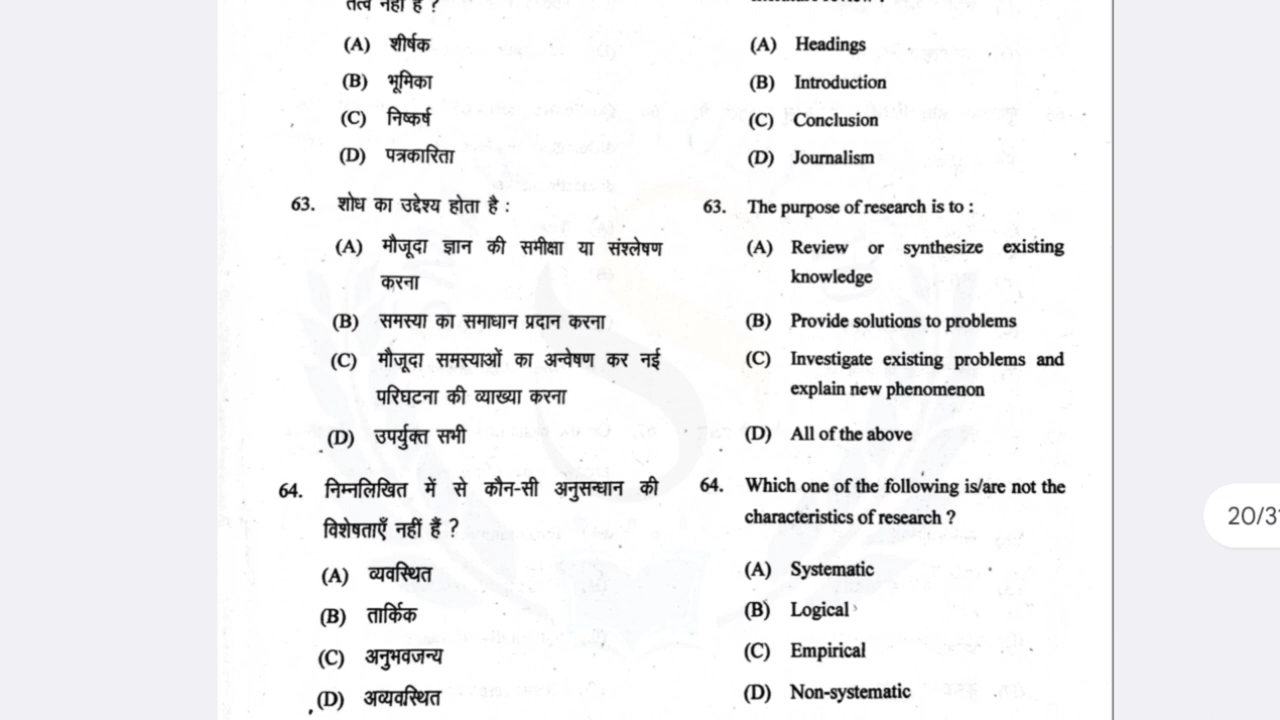 तत्व नहीं है ?
(A) शीर्षक
(B) भूमिका
(C) निष्कर्ष
(D) पत्रकारिता
63. शोध का उद्देश्य होता है :
(A) मौजूदा ज्ञान की समीक्षा या संश्लेषण
करना
(B) समस्या का समाधान प्रदान करना
(C) मौजूदा समस्याओं का अन्वेषण कर नई
परिघटना की व्याख्या करना
(D) उपर्युक्त सभी
64. निम्नलिखित में से कौन-सी अनुसन्धान की
विशेषताएँ नहीं हैं ?
(A) व्यवस्थित
(B) तार्किक
(C) अनुभवजन्य
(D) अव्यवस्थित
(A) Headings
(B) Introduction
(C) Conclusion
(D) Journalism
63. The purpose of research is to :
(A) Review or synthesize existing
knowledge
(B) Provide solutions to problems
(C) Investigate existing problems and
explain new phenomenon
(D) All of the above
64. Which one of the following is/are not the
characteristics of research ?
(A) Systematic
(B) Logical
(C) Empirical
(D) Non-systematic
20/31